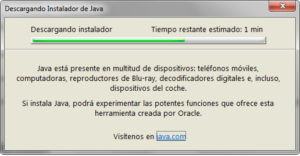 Descargando Instalador de Java
Descargando instalador Tiempo restante estimado: 1 min
Java está presente en multitud de dispositivos: teléfonos móviles,
computadoras, reproductores de Blu-ray, decodificadores digitales e, incluso,
dispositivos del coche.
Si instala Java, podrá experimentar las potentes funciones que ofrece esta
herramienta creada por Oracle.
Visítenos en java.com